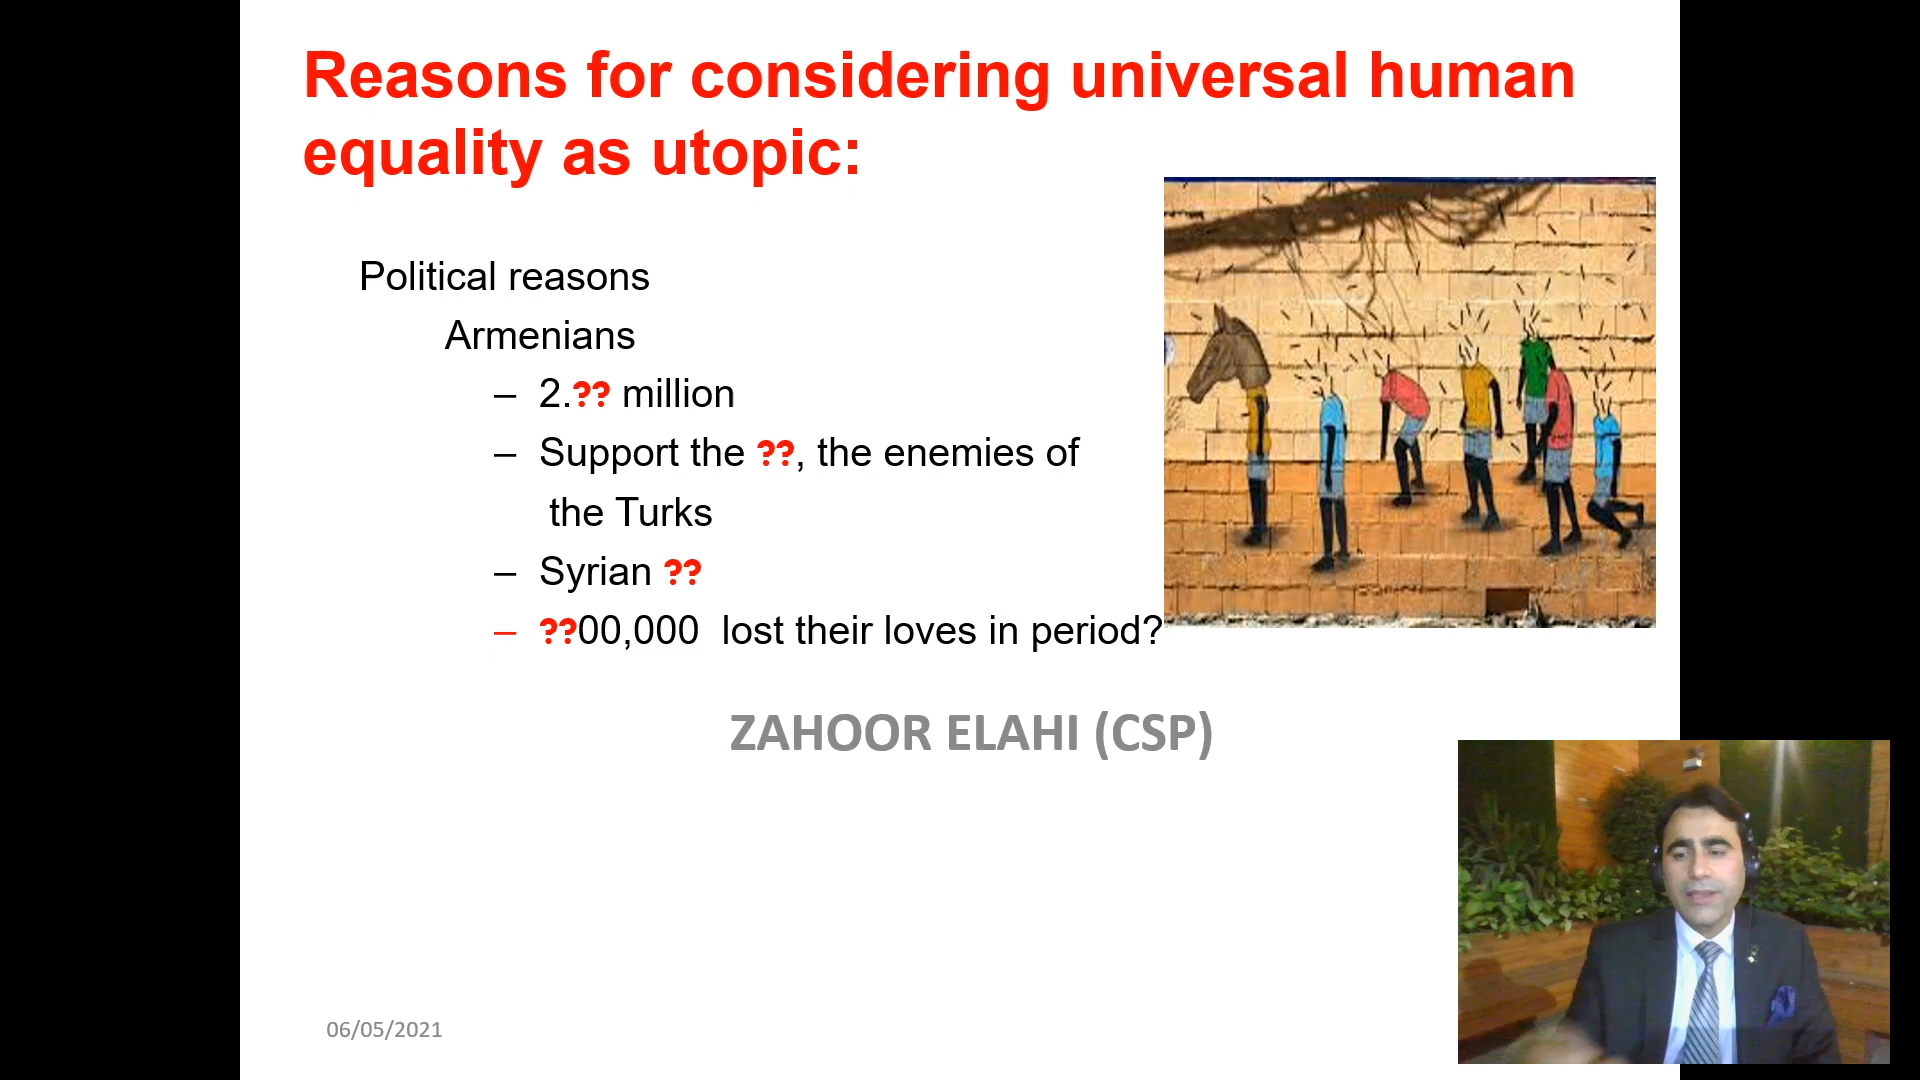 Reasons for considering universal human
equality as utopic:
Political reasons
Armenians
– 2.?? million
– Support the ??, the enemies of
the Turks
– Syrian ??
– ??00,000 lost their loves in period?
ZAHOOR ELAHI (CSP)
06/05/2021